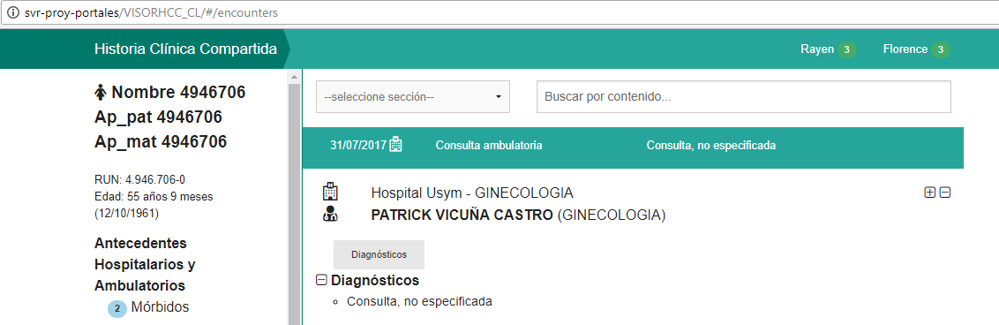 svr-proy-portales/VISORHCC_CL/#/encounters
Historia Clínica Compartida
Rayen 3
Florence 3
Nombre 4946706
Ap_pat 4946706
Ap_mat 4946706
RUN: 4.946.706-0
Edad: 55 años 9 meses
(12/10/1961)
Antecedentes
Hospitalarios y
Ambulatorios
2 Mórbidos
--seleccione sección--
Buscar por contenido...
31/07/2017 Consulta ambulatoria Consulta, no especificada
Hospital Usym - GINECOLOGIA
PATRICK VICUÑA CASTRO (GINECOLOGIA)
Diagnósticos
Diagnósticos
Consulta, no especificada